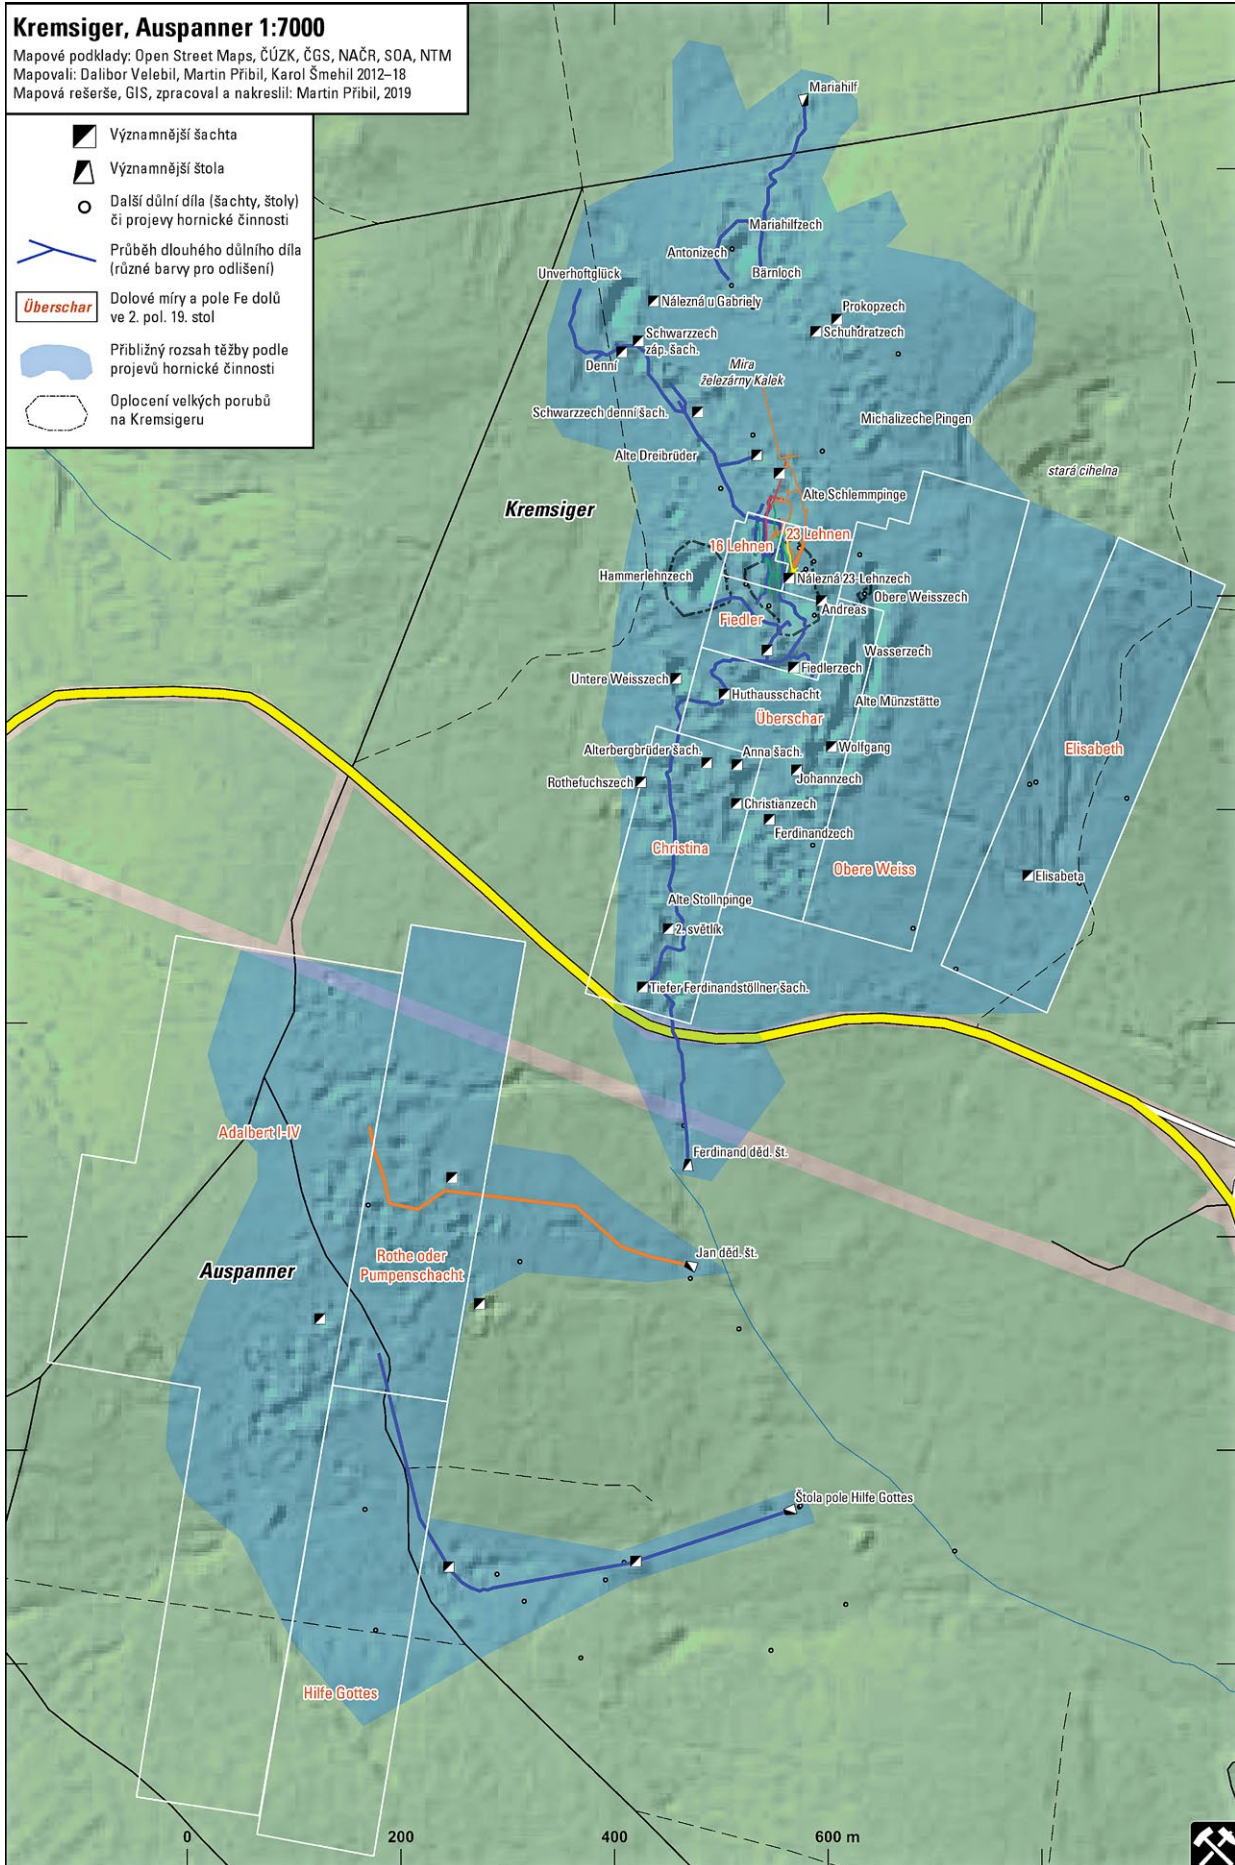 Kremsiger, Auspanner 1:7000
Mapové podklady: Open Street Maps, ČÚZK, ČGS, NAČR, SOA, NTM
Mapovali: Dalibor Velebil, Martin Přibil, Karol Šmehil 2012–18
Mapová rešerše, GIS, zpracoval a nakreslil: Martin Přibil, 2019
Významnější šachta
Významnější štola
Další důlní díla (šachty, štoly)
či projevy hornické činnosti
Průběh dlouhého důlního díla
(různé barvy pro odlišení)
Überschar
Dolové míry a pole Fe dolů
ve 2. pol. 19. stol
Přibližný rozsah těžby podle
projevů hornické činnosti
Oplocení velkých porubů
na Kremsigeru
Mariahilf
Mariahilfzech
Antonizech
Bärnloch
Unverhoftglück
Nálezná u Gabriely
Prokopzech
Schuhdratzech
Schwarzzech
záp. šach.
Denní
Míra
železárny Kalek
Schwarzzech denní šach.
Michalizeche Pingen
Alte Dreibrüder
stará cihelna
Alte Schlemmpinge
Kremsiger
16 Lehnen
23 Lehnen
Hammerlehnzech
Nálezná 23-Lehnzech
Obere Weisszech
Andreas
Fiedler
Wasserzech
Fiedlerzech
Untere Weisszech
Huthausschacht
Alte Münzstätte
Überschar
Alterbergbrüder šach.
Anna šach.
Wolfgang
Elisabeth
Rothefuchszech
Johannzech
Christianzech
Ferdinandzech
Christina
Obere Weiss
Elisabeta
Alte Stollnpinge
2. světlík
Tiefer Ferdinandstöllner šach.
Adalbert I-IV
Ferdinand děd. št.
Rothe oder
Pumpenschacht
Jan děd. št.
Auspanner
Štola pole Hilfe Gottes
Hilfe Gottes
0 200 400 600 m